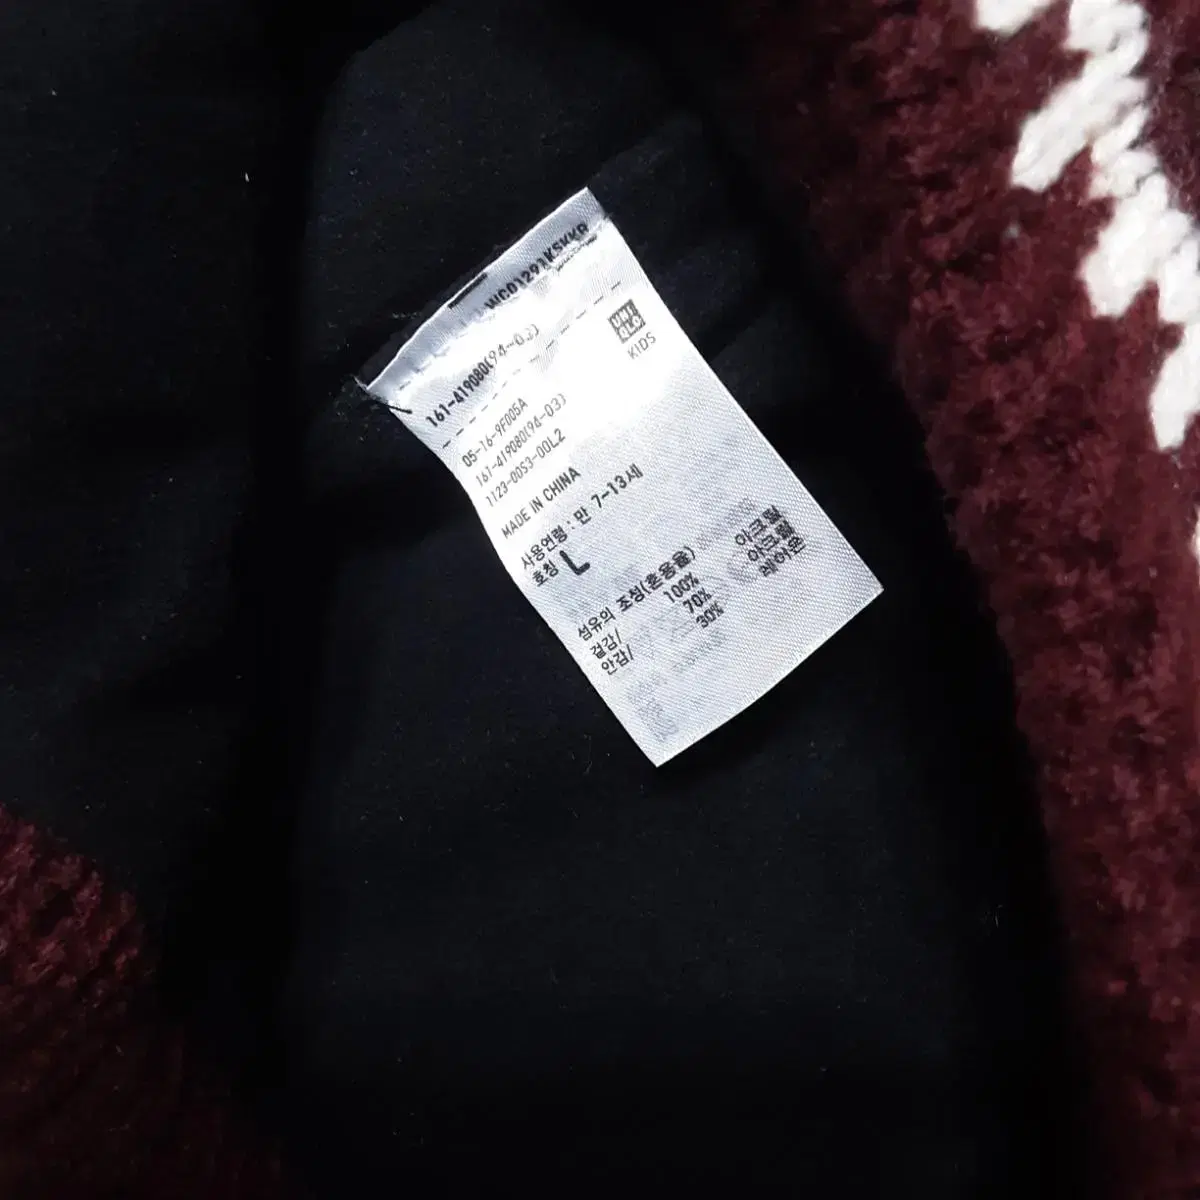 161-419080(94-03)
UNI
QLO
KIDS
05-16-9F005A
161-419080(94-03)
1123-0053-00L2
MADE IN CHINA
사용연령 : 만 7-13세
호칭 L
섬유의 조성(혼용율)
겉감/ 100% 아크릴
안감/ 70% 아크릴
30% 레이온